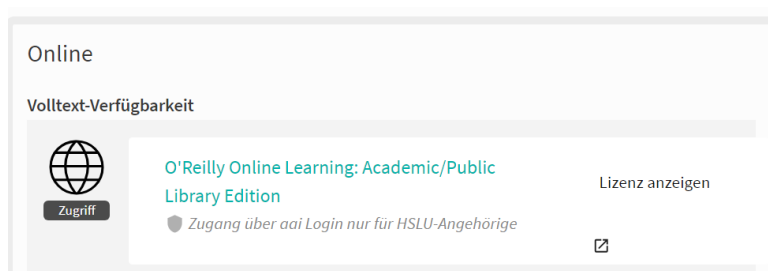 Online
Volltext-Verfügbarkeit
O'Reilly Online Learning: Academic/Public
Library Edition
Zugang über aai Login nur für HSLU-Angehörige
Zugriff
Lizenz anzeigen